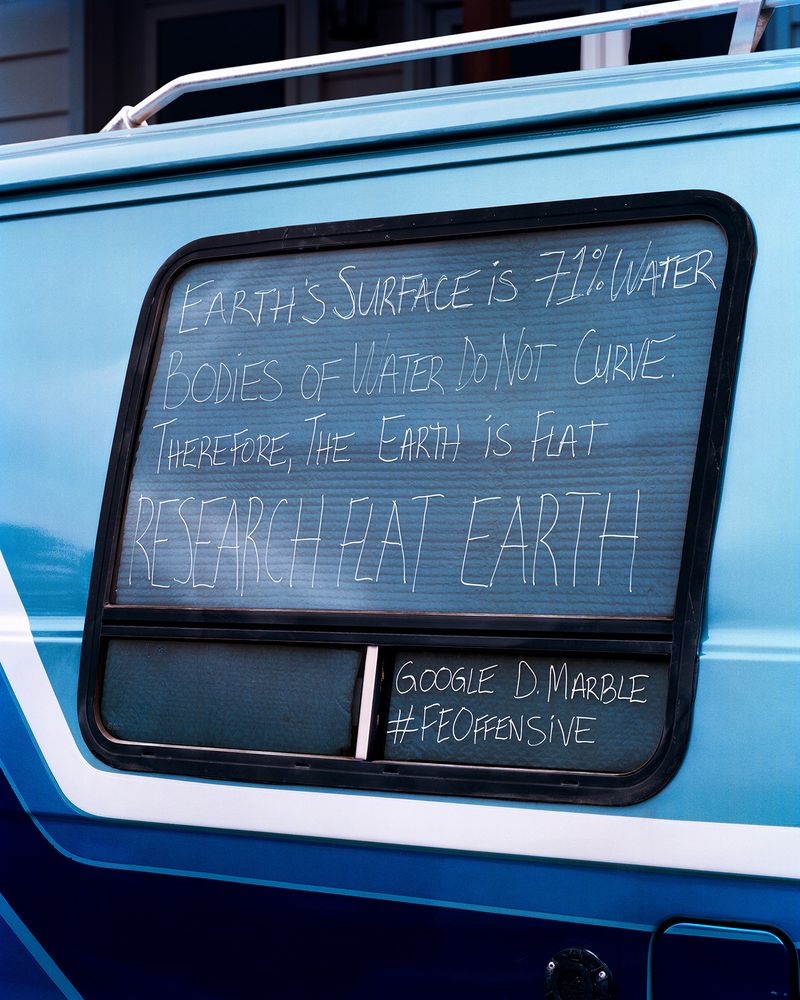 EARTH'S SURFACE IS 71% WATER
BODIES OF WATER DO NOT CURVE.
THEREFORE, THE EARTH IS FLAT
RESEARCH FLAT EARTH
GOOGLE D. MARBLE
#FEOFFENSIVE